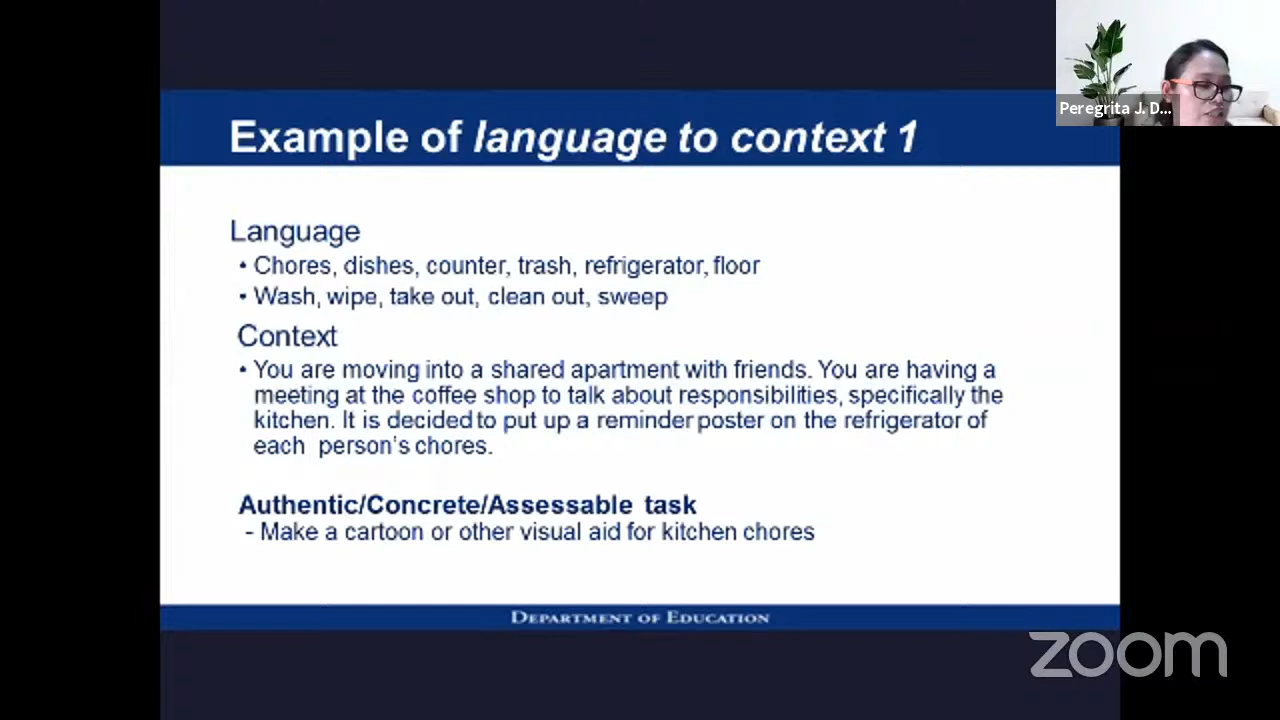 Peregrita J. D...
Example of language to context 1
Language
• Chores, dishes, counter, trash, refrigerator, floor
• Wash, wipe, take out, clean out, sweep
Context
• You are moving into a shared apartment with friends. You are having a
meeting at the coffee shop to talk about responsibilities, specifically the
kitchen. It is decided to put up a reminder poster on the refrigerator of
each person's chores.
Authentic/Concrete/Assessable task
- Make a cartoon or other visual aid for kitchen chores
DEPARTMENT OF EDUCATION
zoom